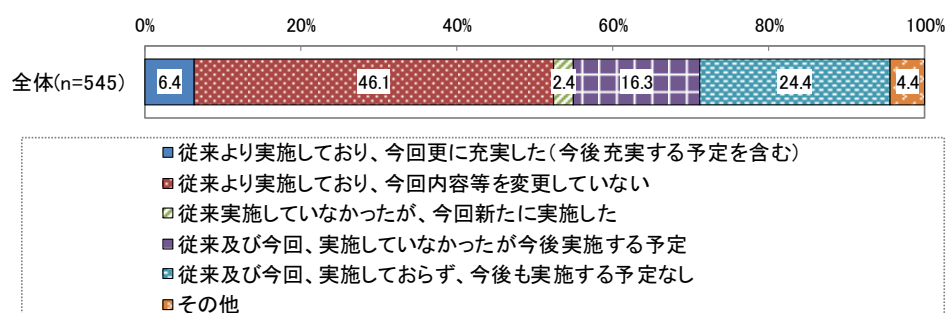 0% 20% 40% 60% 80% 100%
全体(n=545) 6.4 46.1 2.4 16.3 24.4 4.4
従来より実施しており、今回更に充実した(今後充実する予定を含む)
従来より実施しており、今回内容等を変更していない
従来実施していなかったが、今回新たに実施した
従来及び今回、実施していなかったが今後実施する予定
従来及び今回、実施しておらず、今後も実施する予定なし
その他